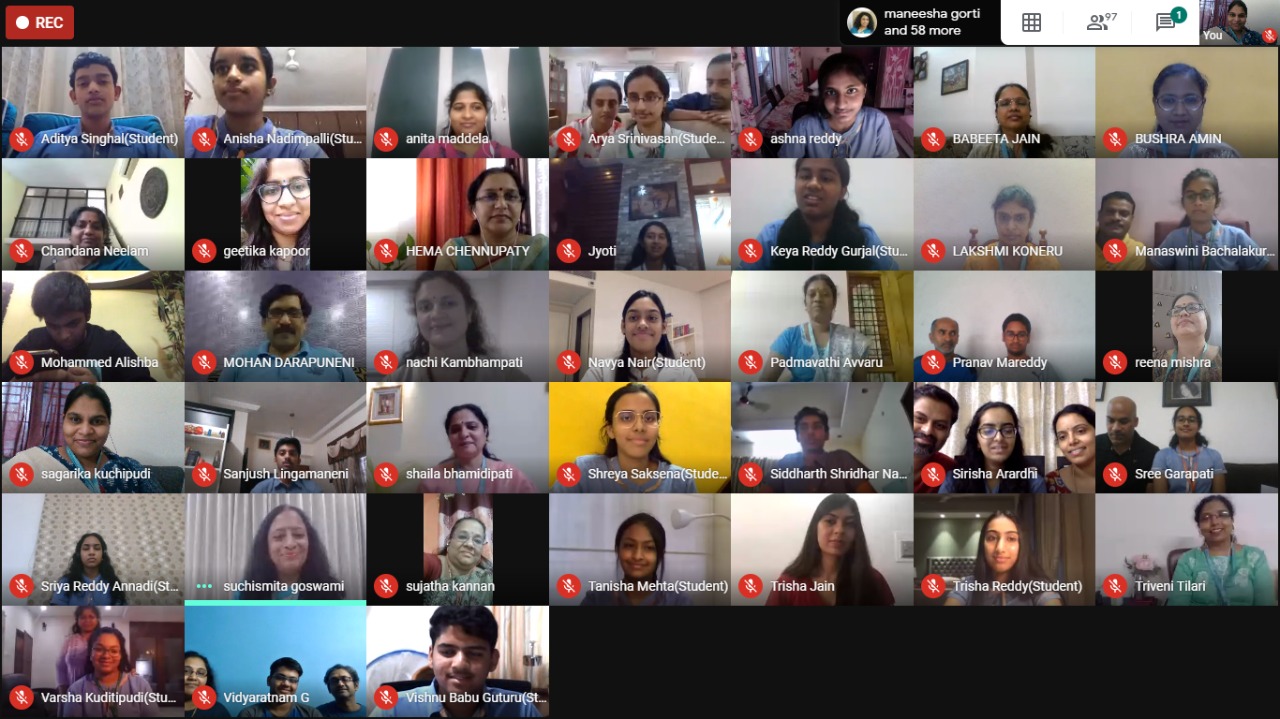 REC
maneesha gorti
and 58 more
97
1
You
Aditya Singhal(Student)
Anisha Nadimpalli(Stu...
anita maddela
Arya Srinivasan(Stude...
ashna reddy
BABEETA JAIN
BUSHRA AMIN
Chandana Neelam
geetika kapoor
HEMA CHENNUPATY
Jyoti
Keya Reddy Gurjal(Stu...
LAKSHMI KONERU
Manaswini Bachalakur...
Mohammed Alishba
MOHAN DARAPUNENI
nachi Kambhampati
Navya Nair(Student)
Padmavathi Avvaru
Pranav Mareddy
reena mishra
sagarika kuchipudi
Sanjush Lingamaneni
shaila bhamidipati
Shreya Saksena(Stude...
Siddharth Shridhar Na...
Sirisha Arardhi
Sree Garapati
Sriya Reddy Annadi(St...
suchismita goswami
sujatha kannan
Tanisha Mehta(Student)
Trisha Jain
Trisha Reddy(Student)
Triveni Tilari
Varsha Kuditipudi(Stu...
Vidyaratnam G
Vishnu Babu Guturu(St...